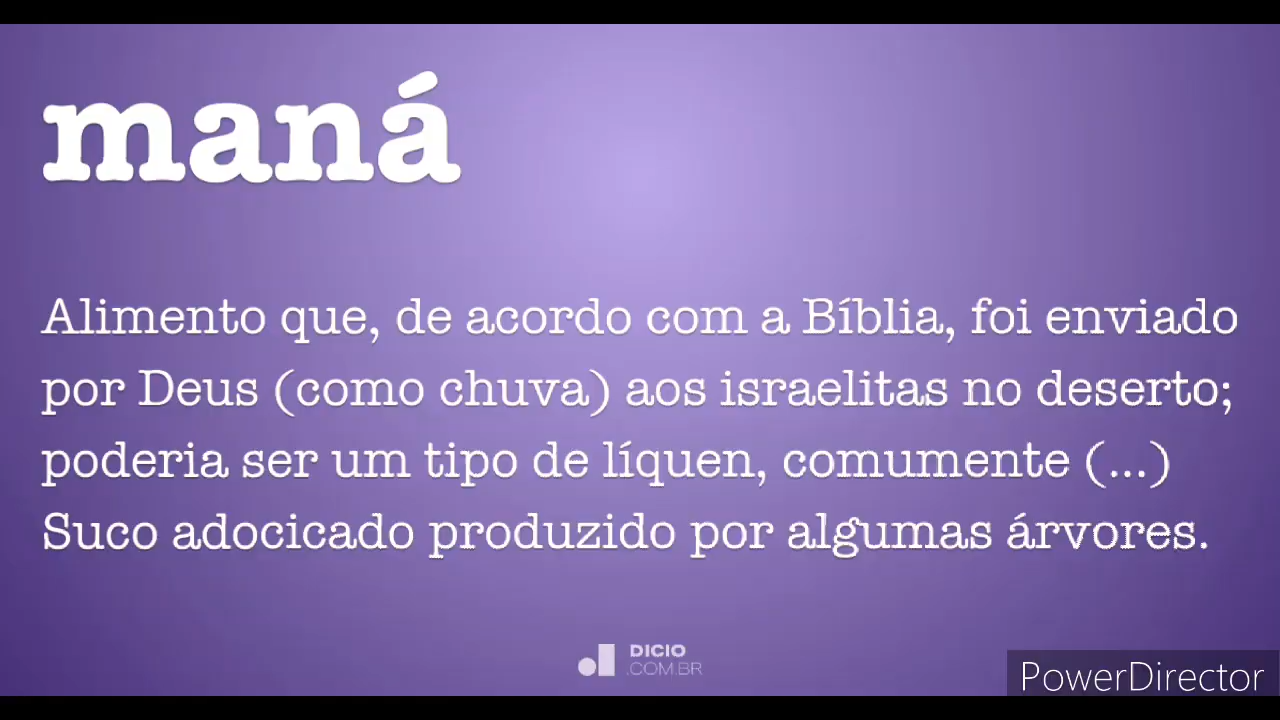 maná
Alimento que, de acordo com a Bíblia, foi enviado
por Deus (como chuva) aos israelitas no deserto;
poderia ser um tipo de líquen, comumente (...)
Suco adocicado produzido por algumas árvores.
DICIO
.COM.BR
PowerDirector